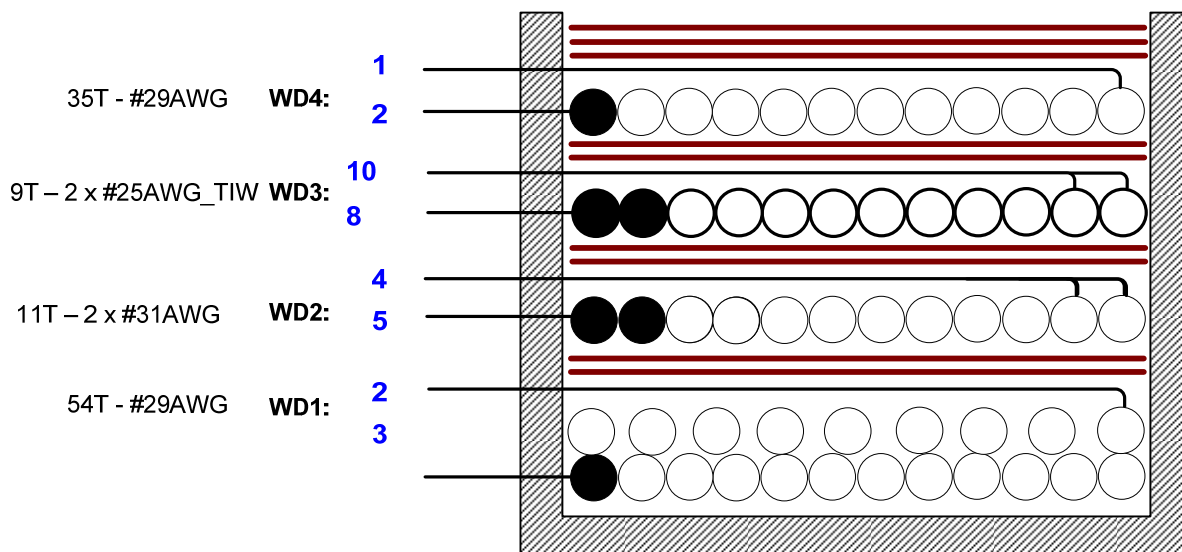 1
35T - #29AWG WD4:
2
10
9T – 2 x #25AWG_TIW WD3:
8
4
11T – 2 x #31AWG WD2:
5
2
54T - #29AWG WD1:
3